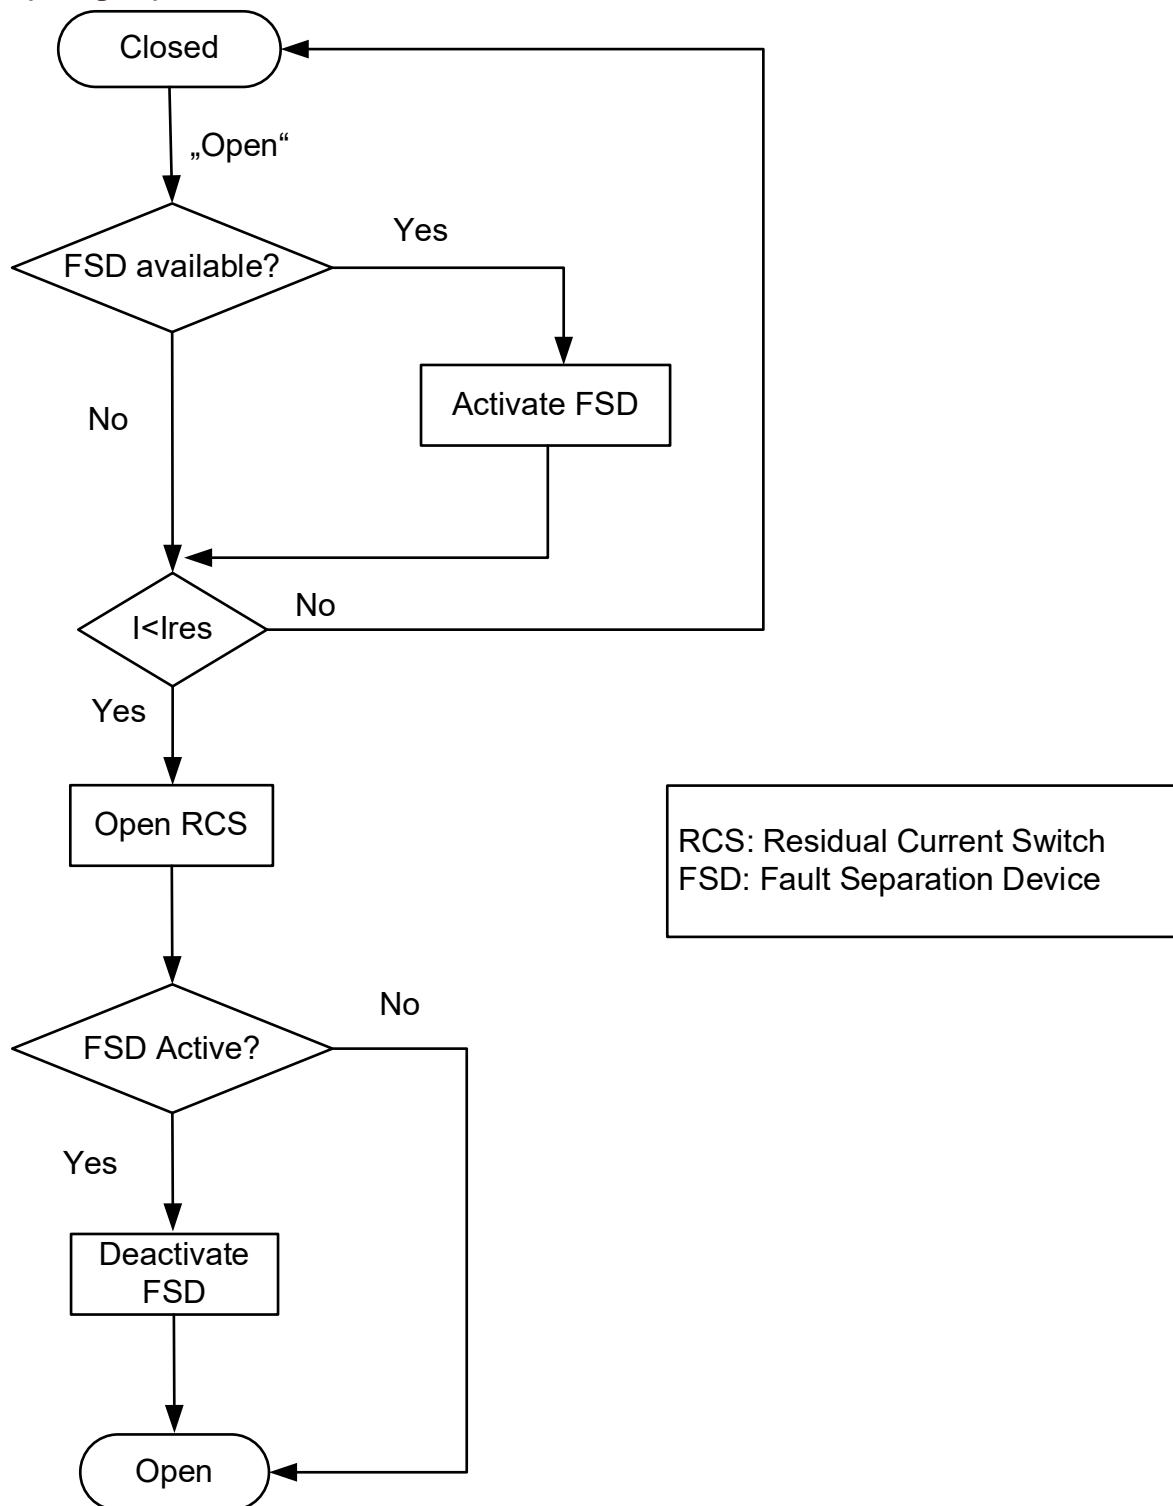 Closed
„Open“
FSD available?
Yes
Activate FSD
No
I<Ires
No
Yes
Open RCS
RCS: Residual Current Switch
FSD: Fault Separation Device
FSD Active?
No
Yes
Deactivate
FSD
Open